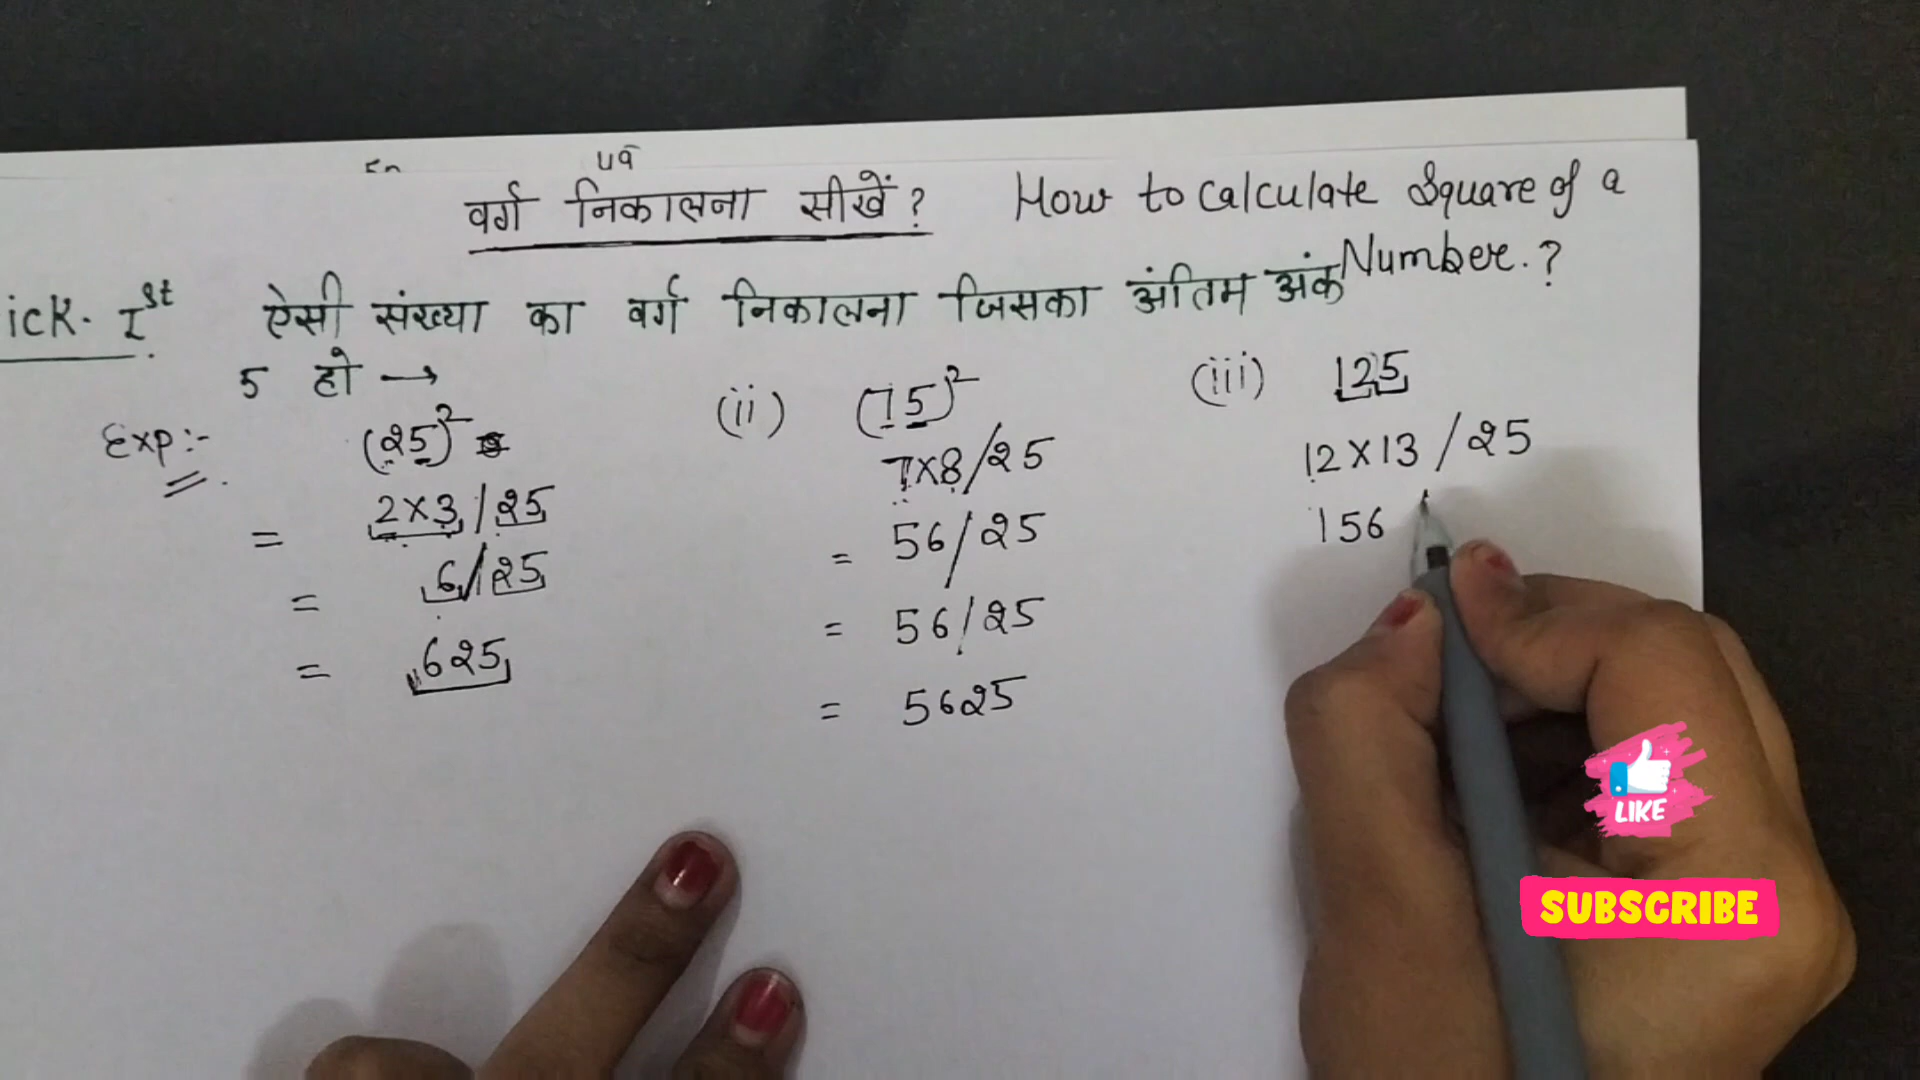 वर्ग निकालना सीखें ? How to calculate Square of a Number. ?
ick. Ist ऐसी संख्या का वर्ग निकालना जिसका अंतिम अंक
5 हो →
Exp:- (25)²
= 2×3/25
= 6/25
= 625
(ii) (75)²
7×8/25
= 56/25
= 56/25
= 5625
(iii) 125
12×13/25
156
LIKE
SUBSCRIBE